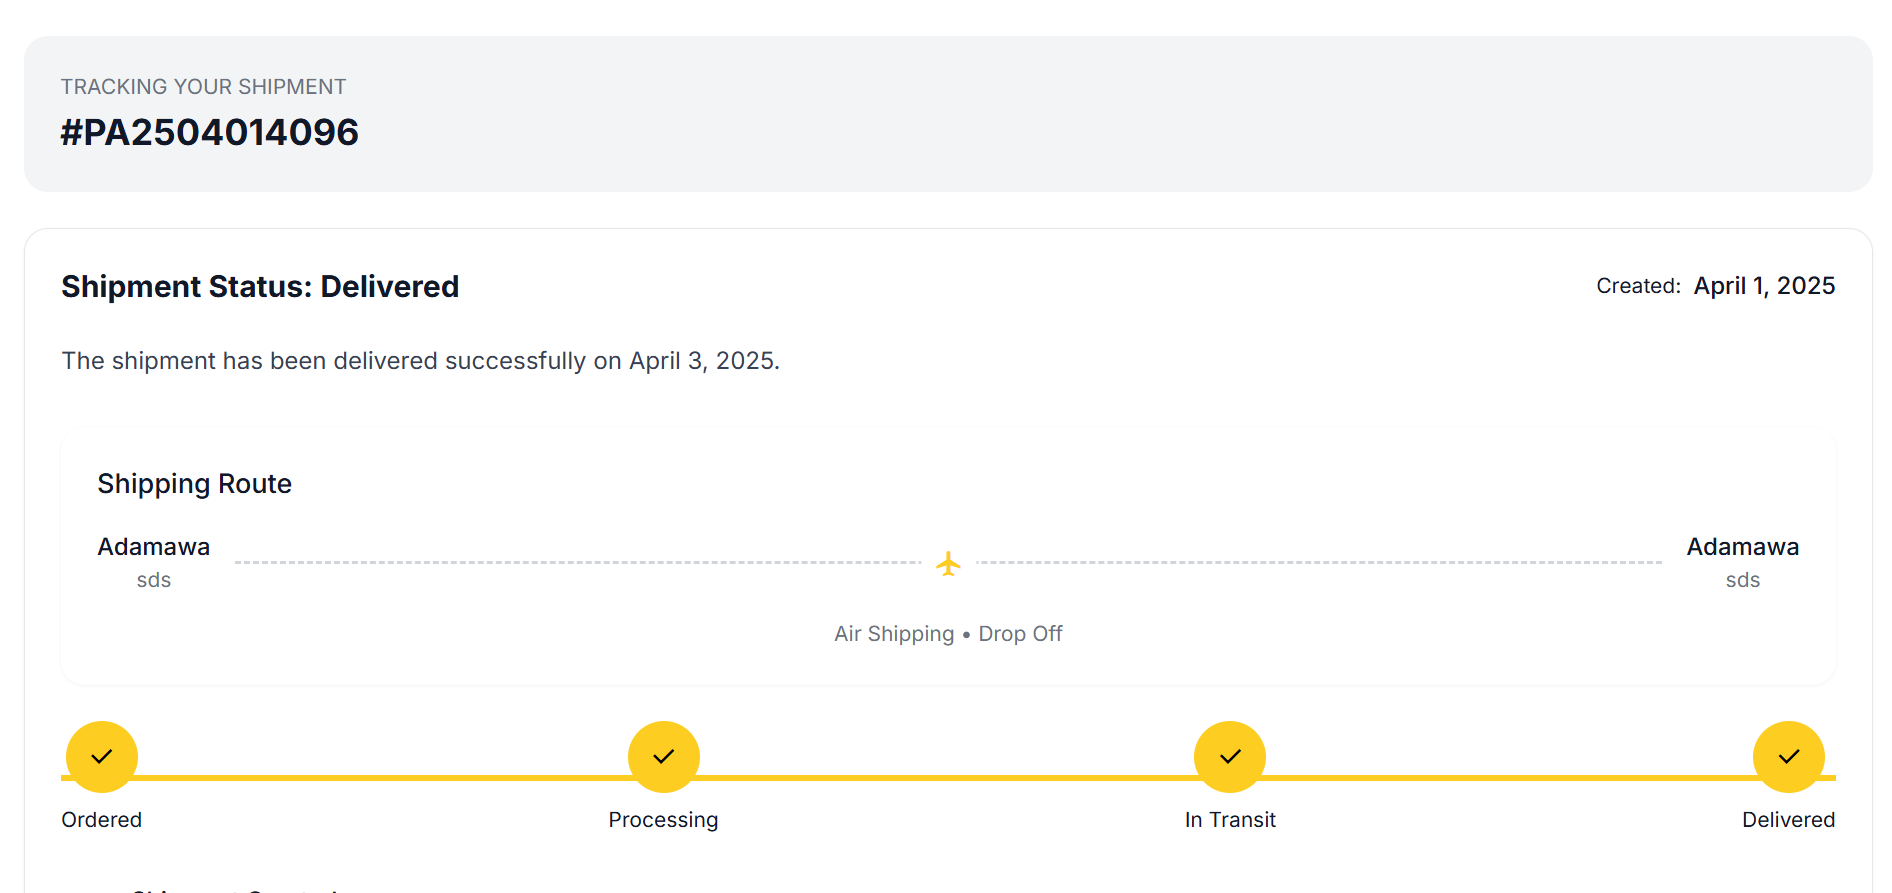 TRACKING YOUR SHIPMENT
#PA2504014096
Shipment Status: Delivered
Created: April 1, 2025
The shipment has been delivered successfully on April 3, 2025.
Shipping Route
Adamawa
sds
Adamawa
sds
Air Shipping • Drop Off
Ordered
Processing
In Transit
Delivered